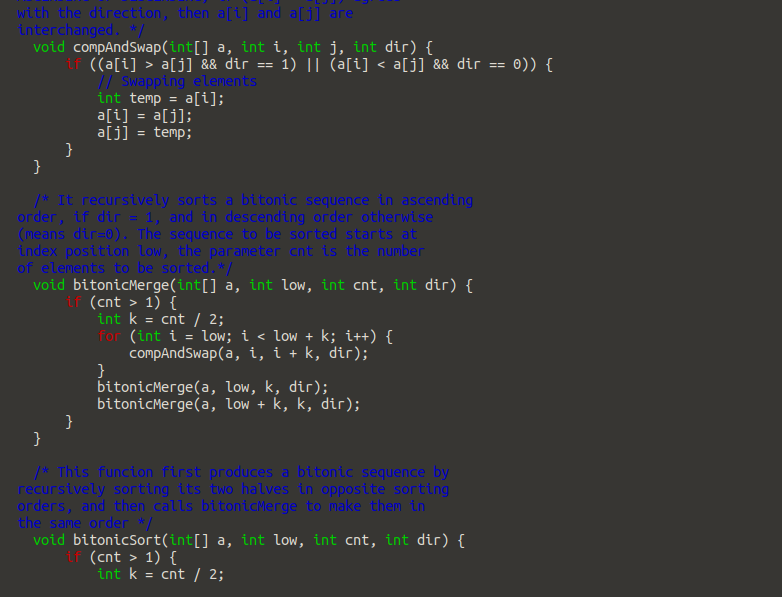 with the direction, then a[i] and a[j] are
interchanged. */
void compAndSwap(int[] a, int i, int j, int dir) {
if ((a[i] > a[j] && dir == 1) || (a[i] < a[j] && dir == 0)) {
// Swapping elements
int temp = a[i];
a[i] = a[j];
a[j] = temp;
}
}
/* It recursively sorts a bitonic sequence in ascending
order, if dir = 1, and in descending order otherwise
(means dir=0). The sequence to be sorted starts at
index position low, the parameter cnt is the number
of elements to be sorted.*/
void bitonicMerge(int[] a, int low, int cnt, int dir) {
if (cnt > 1) {
int k = cnt / 2;
for (int i = low; i < low + k; i++) {
compAndSwap(a, i, i + k, dir);
}
bitonicMerge(a, low, k, dir);
bitonicMerge(a, low + k, k, dir);
}
}
/* This funcion first produces a bitonic sequence by
recursively sorting its two halves in opposite sorting
orders, and then calls bitonicMerge to make them in
the same order */
void bitonicSort(int[] a, int low, int cnt, int dir) {
if (cnt > 1) {
int k = cnt / 2;